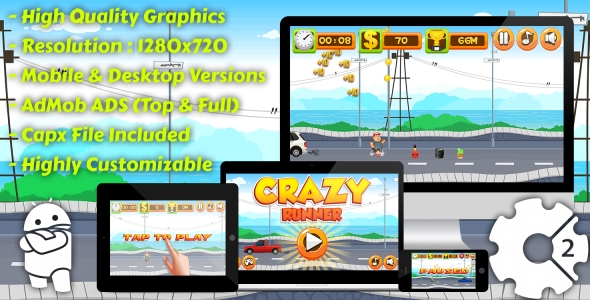 - High Quality Graphics
- Resolution : 1280x720
- Mobile & Desktop Versions
- AdMob ADS (Top & Full)
- Capx File Included
- Highly Customizable
00:08 70 66M
TAP TO PLAY
CRAZY
RUNNER
PAUSED
2